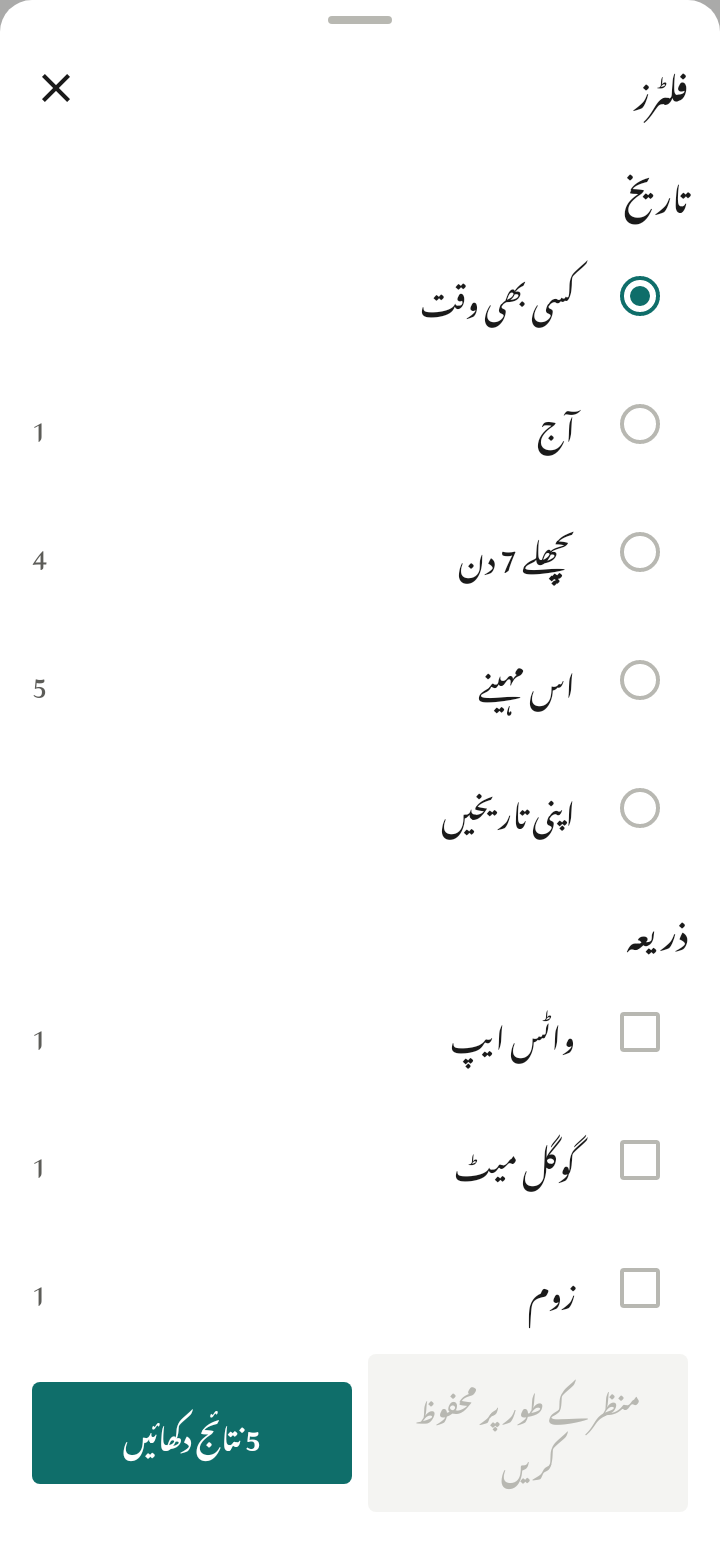 فلٹرز
تاریخ
کسی بھی وقت
آج 1
پچھلے 7 دن 4
اس مہینے 5
اپنی تاریخیں
ذریعہ
واٹس ایپ 1
گوگل میٹ 1
زوم 1
منظر کے طور پر محفوظ
کریں
5 نتائج دکھائیں